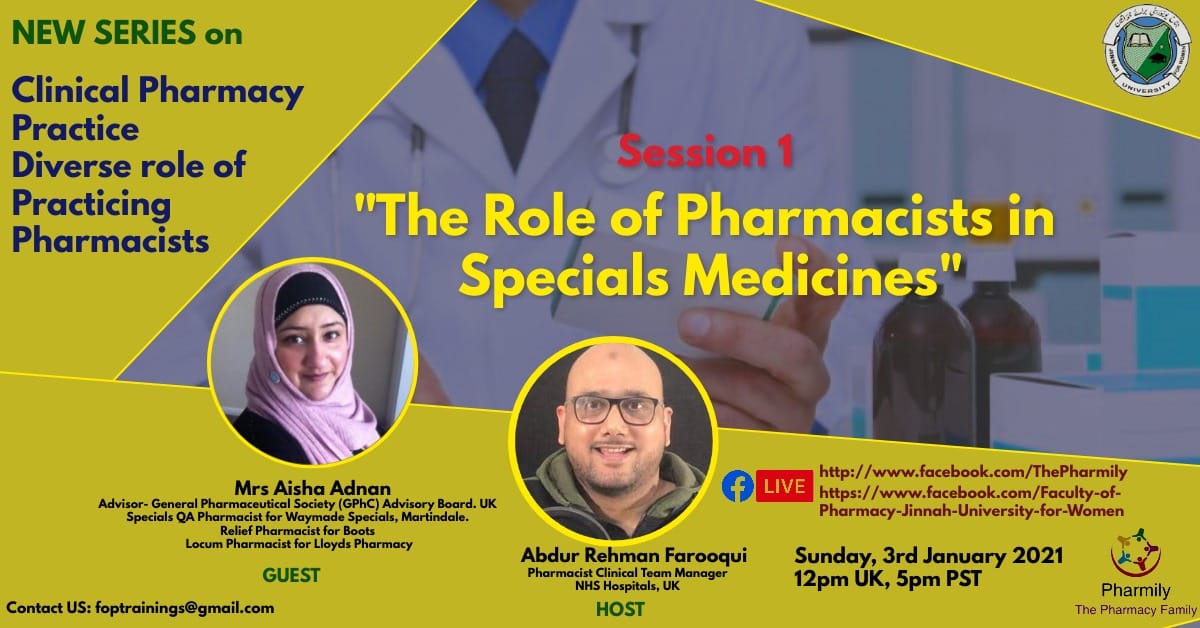 NEW SERIES on
Clinical Pharmacy
Practice
Diverse role of
Practicing
Pharmacists
JINNAH UNIVERSITY FOR WOMEN
Session 1
"The Role of Pharmacists in
Specials Medicines"
Mrs Aisha Adnan
Advisor- General Pharmaceutical Society (GPhC) Advisory Board. UK
Specials QA Pharmacist for Waymade Specials, Martindale.
Relief Pharmacist for Boots
Locum Pharmacist for Lloyds Pharmacy
GUEST
Abdur Rehman Farooqui
Pharmacist Clinical Team Manager
NHS Hospitals, UK
HOST
LIVE
http://www.facebook.com/ThePharmily
https://www.facebook.com/Faculty-of-
Pharmacy-Jinnah-University-for-Women
Sunday, 3rd January 2021
12pm UK, 5pm PST
Pharmily
The Pharmacy Family
Contact US: foptrainings@gmail.com